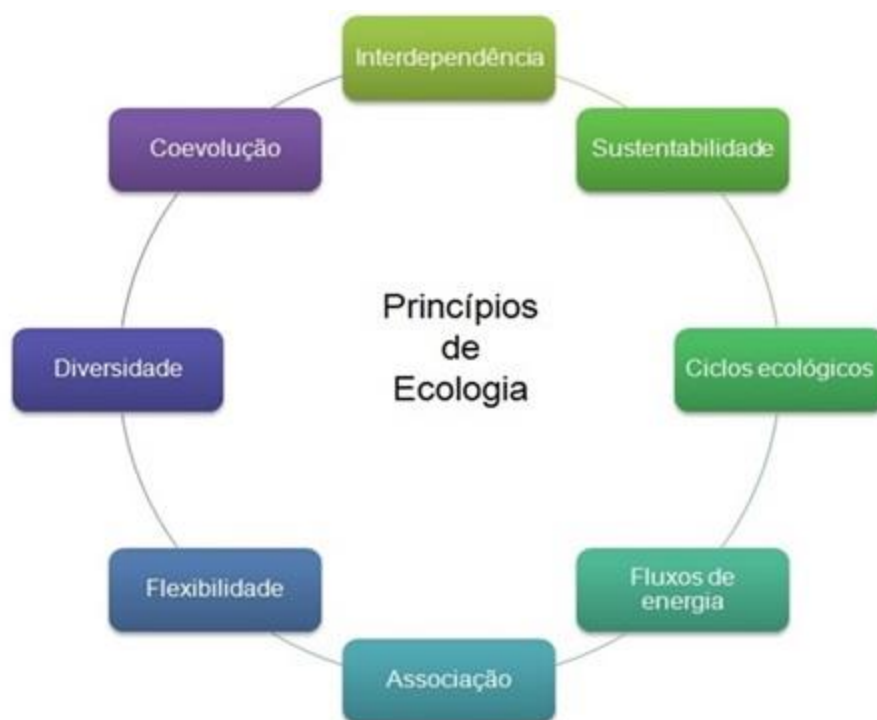 Interdependência
Coevolução
Sustentabilidade
Princípios
de
Ecologia
Diversidade
Ciclos ecológicos
Flexibilidade
Fluxos de
energia
Associação